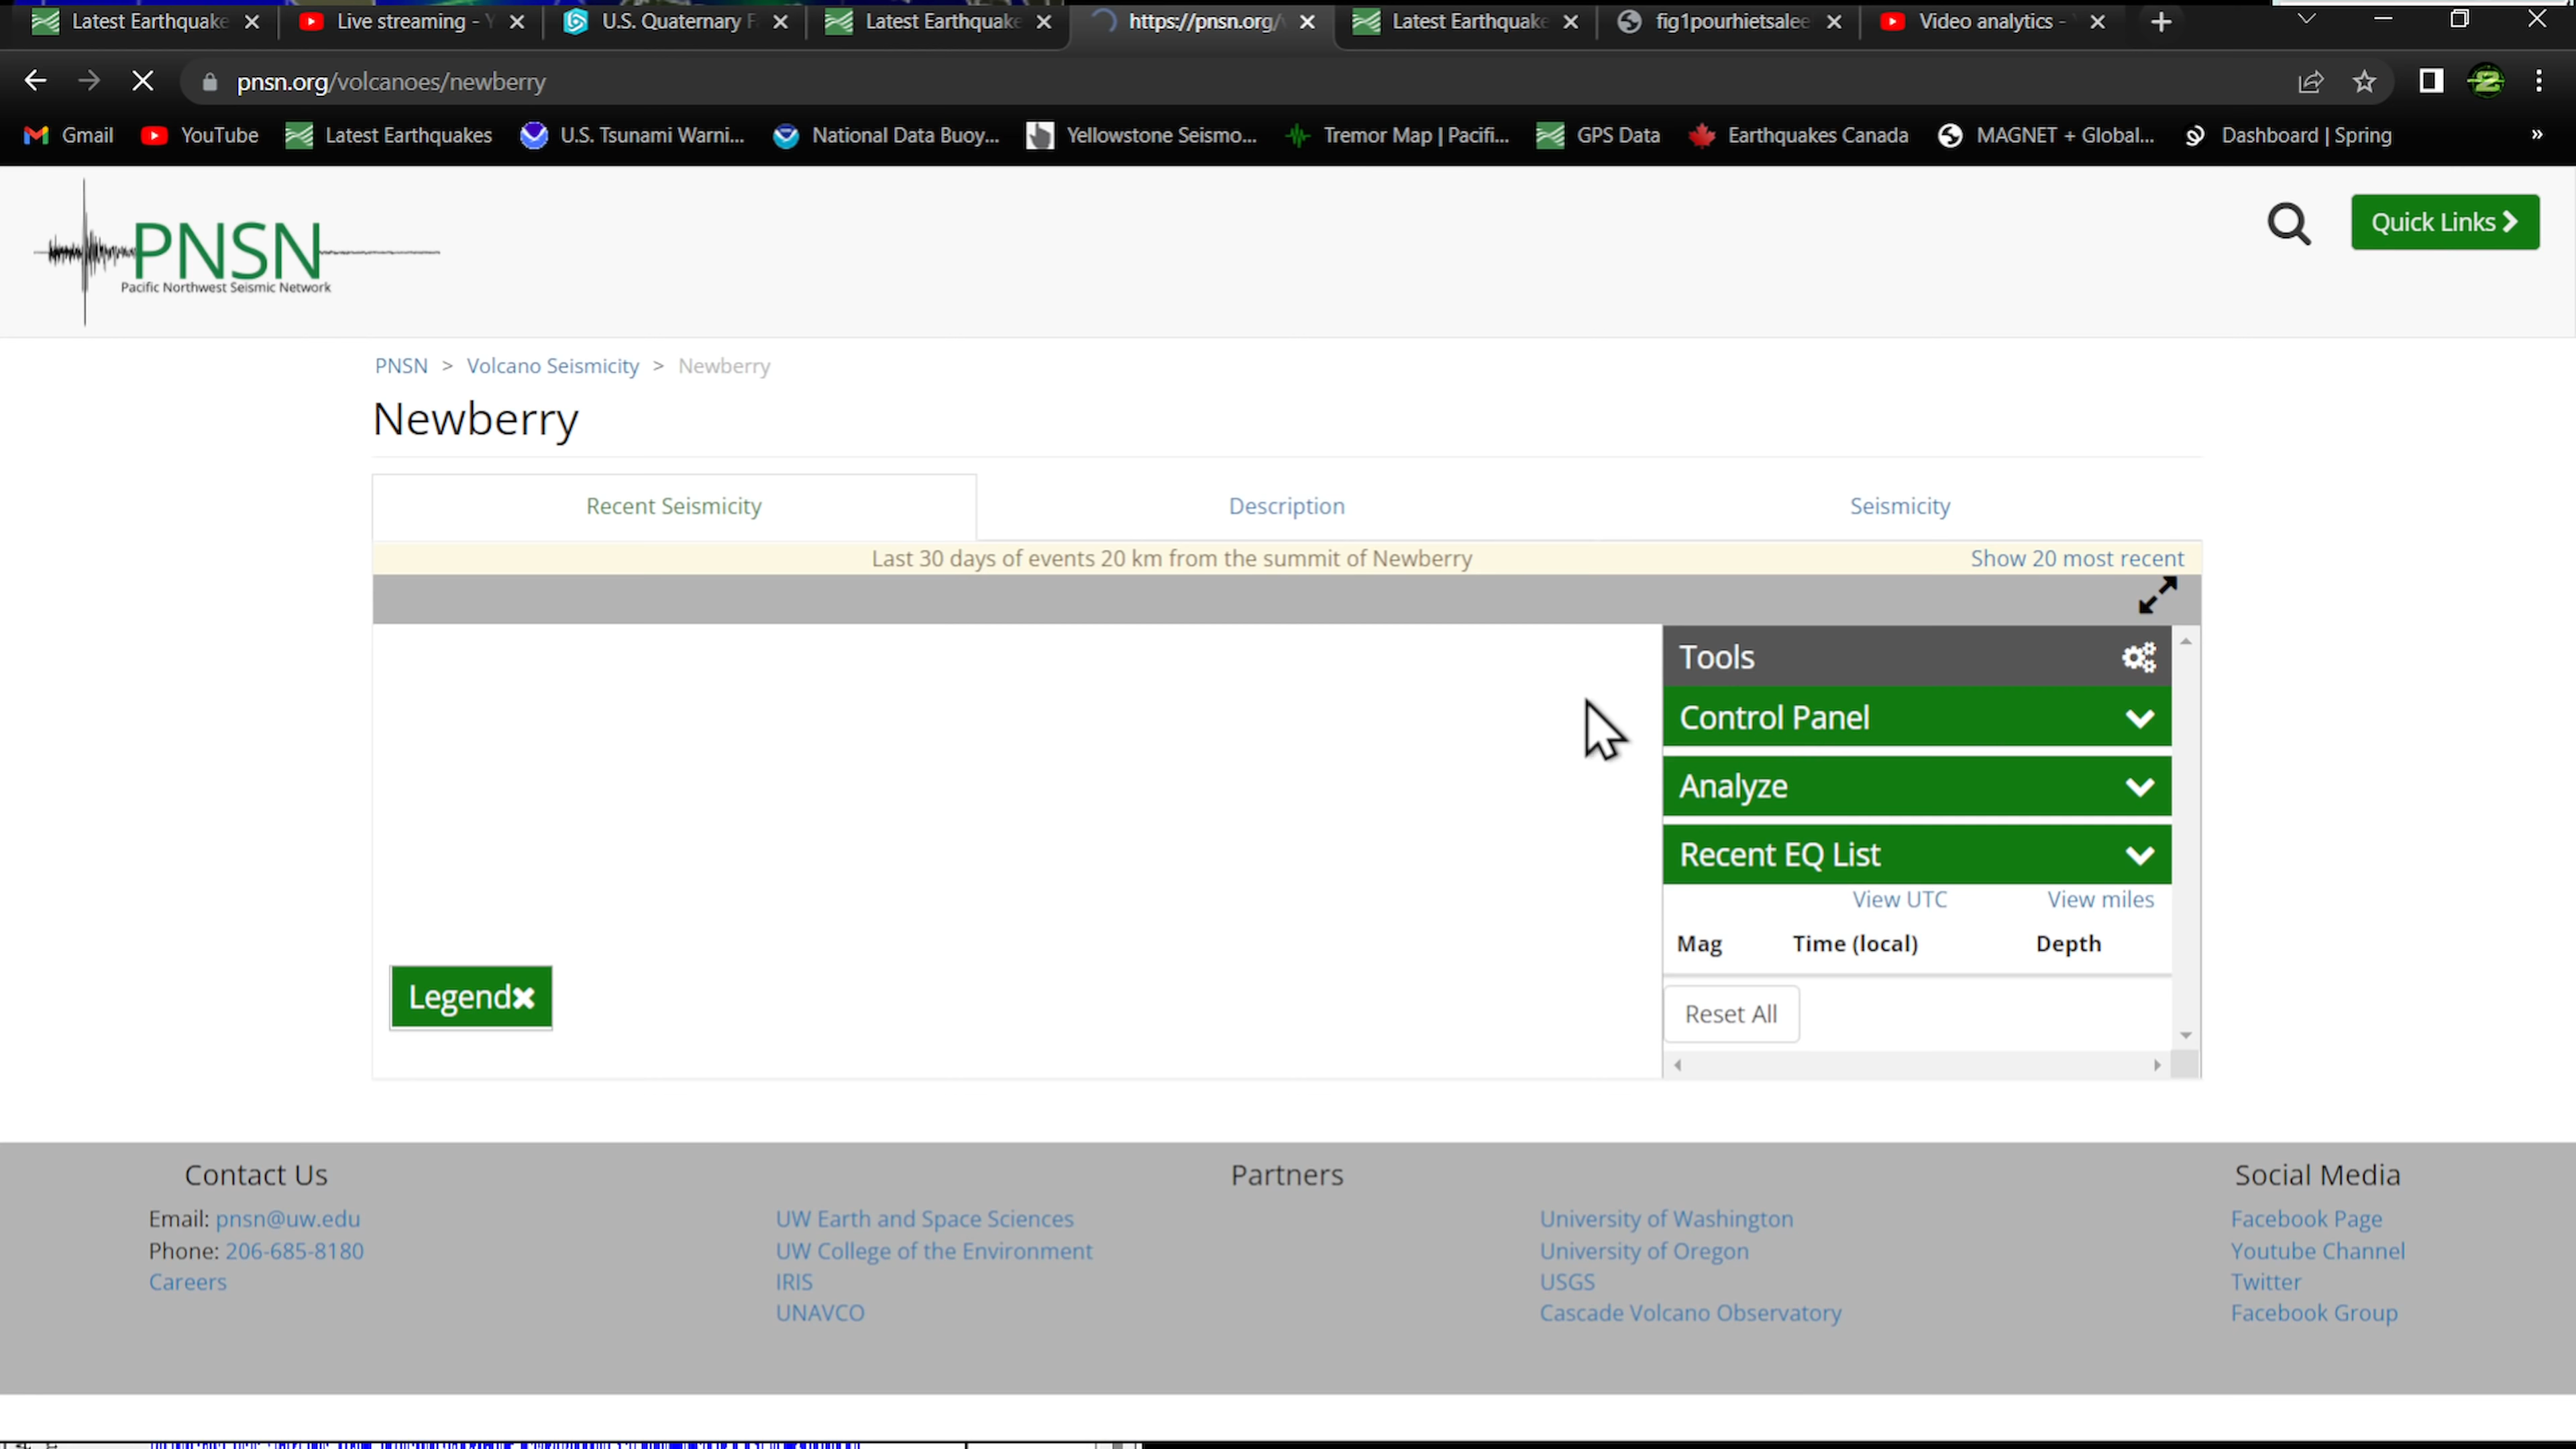 Latest Earthquake
Live streaming - Y
U.S. Quaternary F
Latest Earthquake
https://pnsn.org/v
Latest Earthquake
fig1pourhietsalee
Video analytics -
pnsn.org/volcanoes/newberry
Gmail
YouTube
Latest Earthquakes
U.S. Tsunami Warni...
National Data Buoy...
Yellowstone Seismo...
Tremor Map | Pacifi...
GPS Data
Earthquakes Canada
MAGNET + Global...
Dashboard | Spring
»
PNSN
Pacific Northwest Seismic Network
Quick Links
PNSN > Volcano Seismicity > Newberry
Newberry
Recent Seismicity
Description
Seismicity
Last 30 days of events 20 km from the summit of Newberry
Show 20 most recent
Tools
Control Panel
Analyze
Recent EQ List
View UTC
View miles
Mag
Time (local)
Depth
Legend
Reset All
Contact Us
Email: pnsn@uw.edu
Phone: 206-685-8180
Careers
Partners
UW Earth and Space Sciences
UW College of the Environment
IRIS
UNAVCO
University of Washington
University of Oregon
USGS
Cascade Volcano Observatory
Social Media
Facebook Page
Youtube Channel
Twitter
Facebook Group